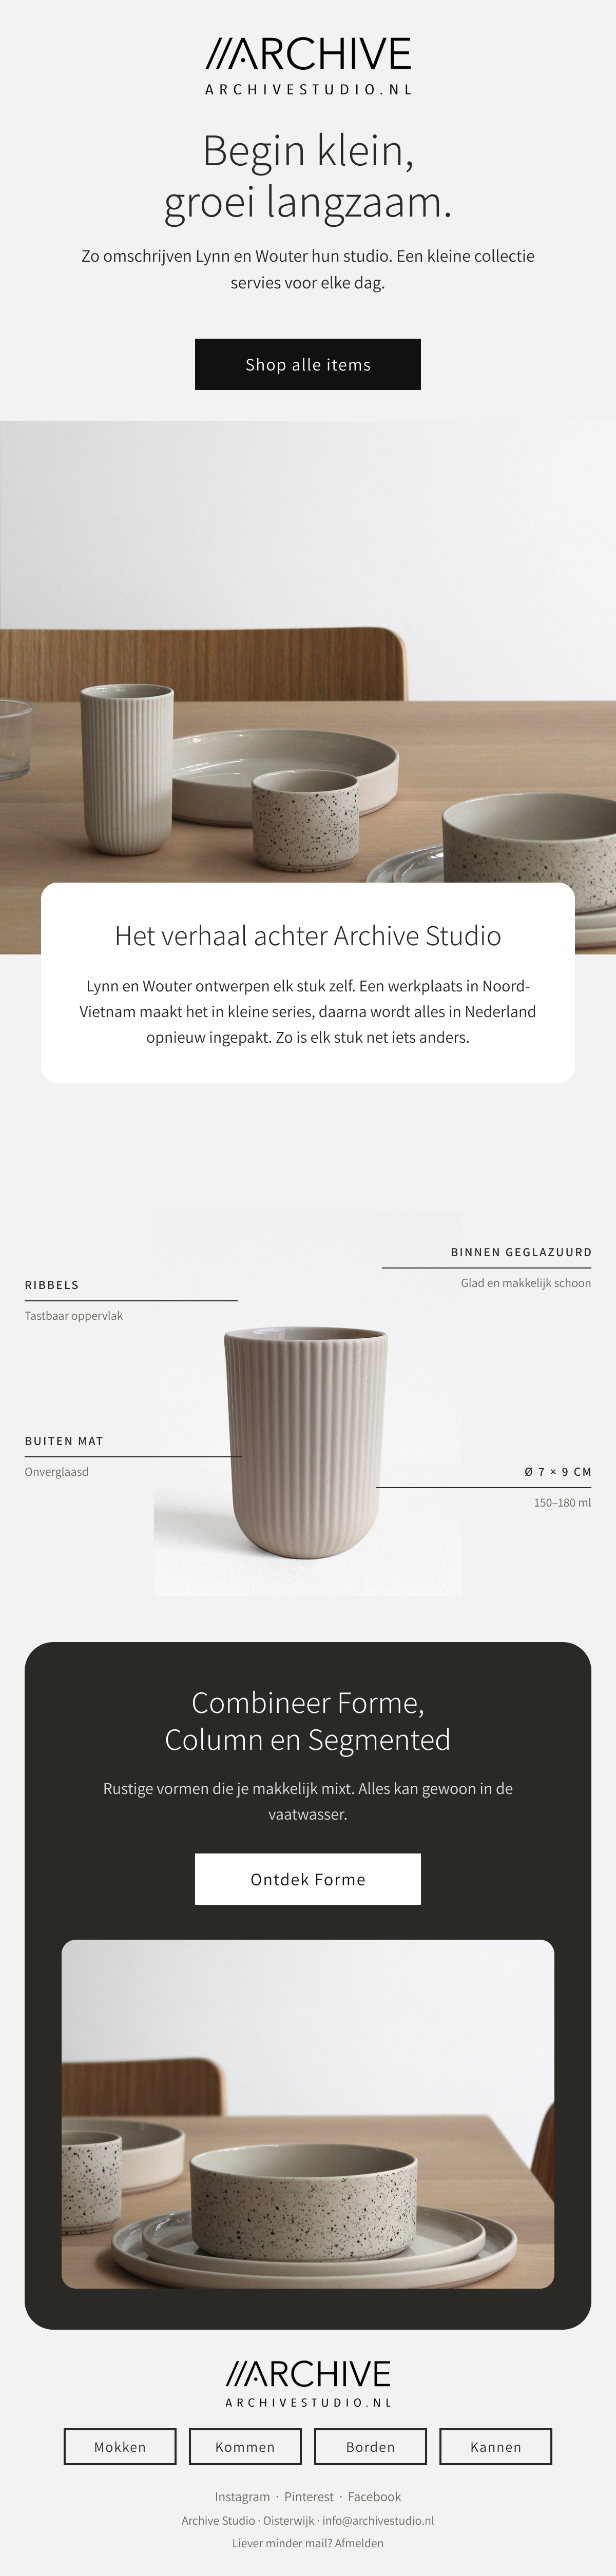 //ARCHIVE
ARCHIVESTUDIO.NL
Begin klein,
groei langzaam.
Zo omschrijven Lynn en Wouter hun studio. Een kleine collectie
servies voor elke dag.
Shop alle items
Het verhaal achter Archive Studio
Lynn en Wouter ontwerpen elk stuk zelf. Een werkplaats in Noord-
Vietnam maakt het in kleine series, daarna wordt alles in Nederland
opnieuw ingepakt. Zo is elk stuk net iets anders.
BINNEN GEGLAZUURD
Glad en makkelijk schoon
RIBBELS
Tastbaar oppervlak
BUITEN MAT
Onverglaasd
Ø 7 × 9 CM
150–180 ml
Combineer Forme,
Column en Segmented
Rustige vormen die je makkelijk mixt. Alles kan gewoon in de
vaatwasser.
Ontdek Forme
//ARCHIVE
ARCHIVESTUDIO.NL
Mokken Kommen Borden Kannen
Instagram · Pinterest · Facebook
Archive Studio · Oisterwijk · info@archivestudio.nl
Liever minder mail? Afmelden